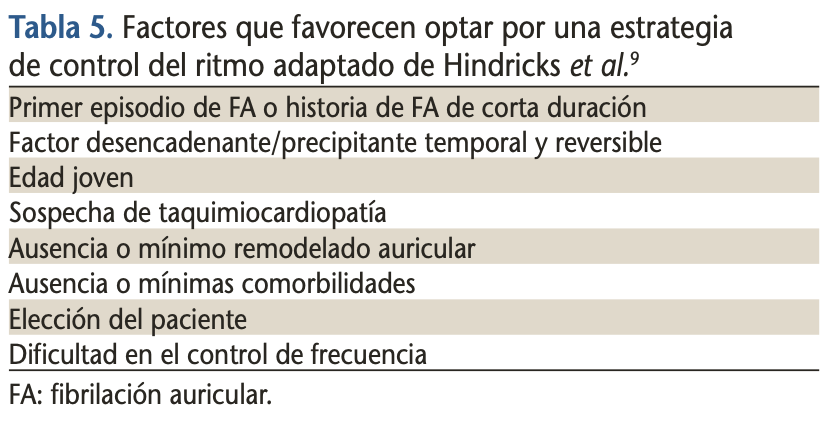 Tabla 5. Factores que favorecen optar por una estrategia
de control del ritmo adaptado de Hindricks et al.⁹
Primer episodio de FA o historia de FA de corta duración
Factor desencadenante/precipitante temporal y reversible
Edad joven
Sospecha de taquimiocardiopatía
Ausencia o mínimo remodelado auricular
Ausencia o mínimas comorbilidades
Elección del paciente
Dificultad en el control de frecuencia
FA: fibrilación auricular.